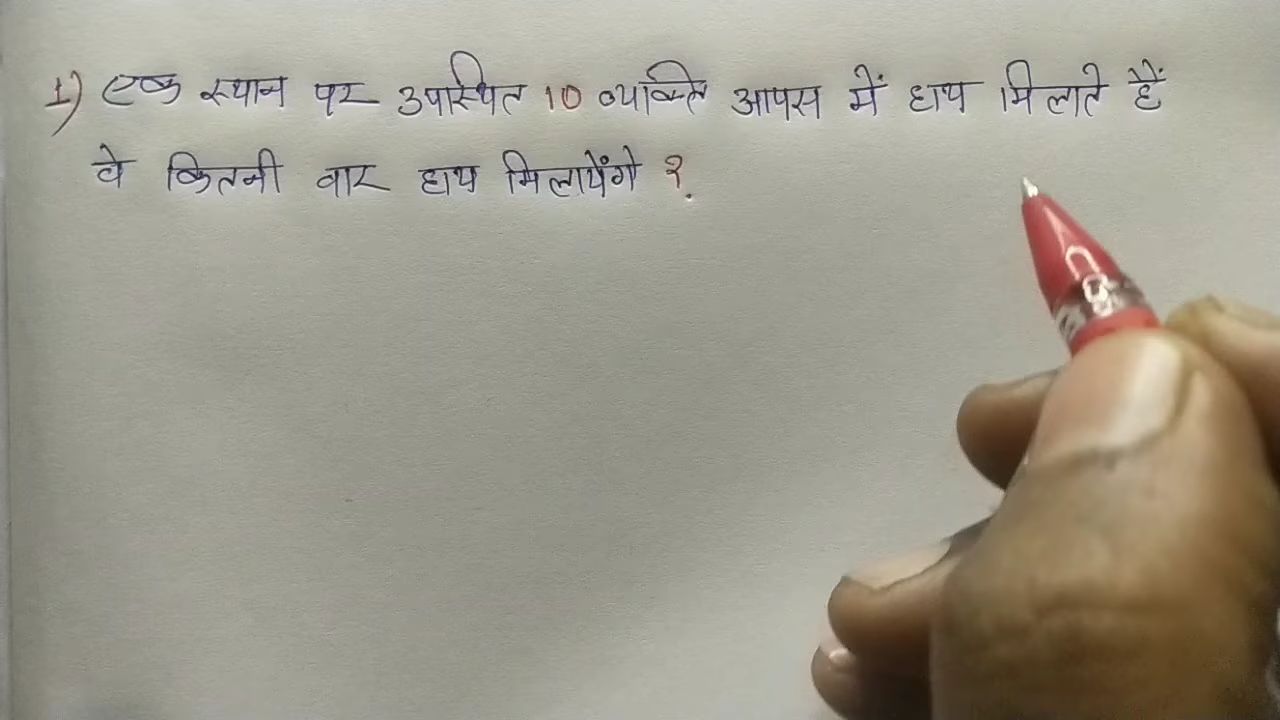 1) एक स्थान पर उपस्थित 10 व्यक्ति आपस में हाथ मिलाते हैं
वे कितनी वार हाथ मिलायेंगे ?